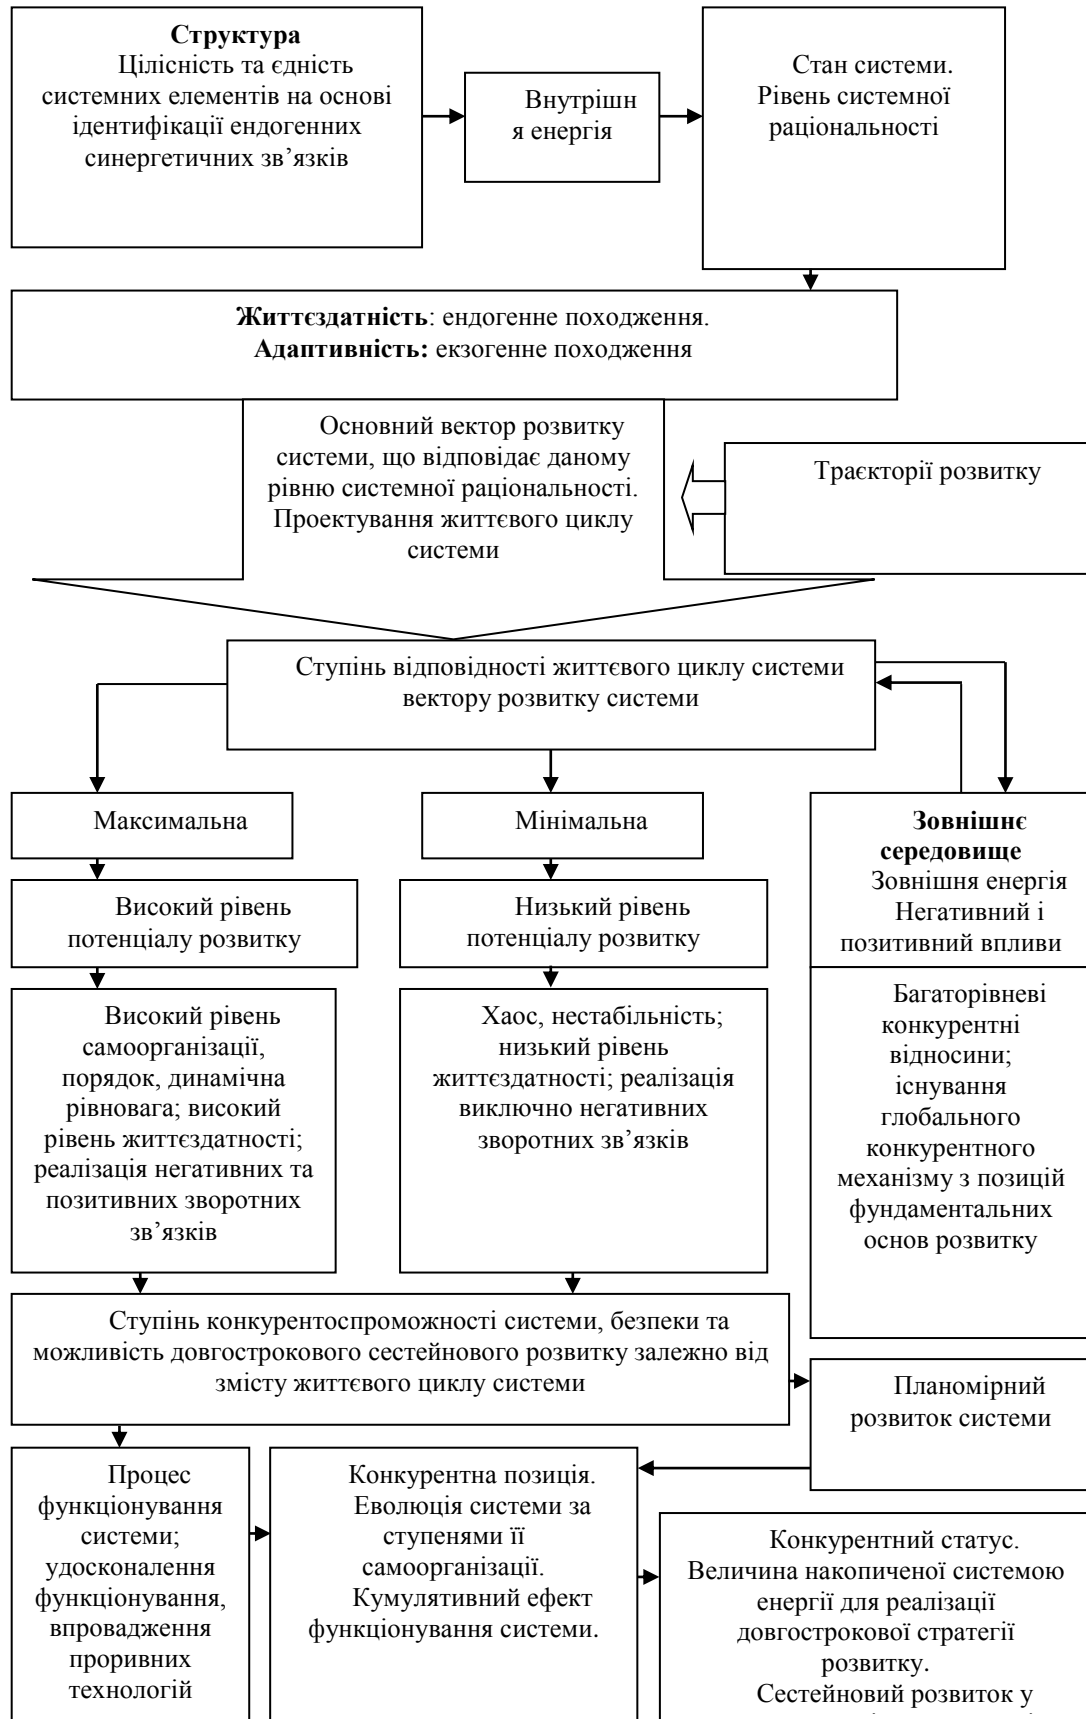 Структура
Цілісність та єдність
системних елементів на основі
ідентифікації ендогенних
синергетичних зв’язків
Внутрішн
я енергія
Стан системи.
Рівень системної
раціональності
Життєздатність: ендогенне походження.
Адаптивність: екзогенне походження
Основний вектор розвитку
системи, що відповідає даному
рівню системної раціональності.
Проектування життєвого циклу
системи
Траєкторії розвитку
Ступінь відповідності життєвого циклу системи
вектору розвитку системи
Максимальна
Мінімальна
Зовнішнє
середовище
Зовнішня енергія
Негативний і
позитивний впливи
Високий рівень
потенціалу розвитку
Низький рівень
потенціалу розвитку
Високий рівень
самоорганізації,
порядок, динамічна
рівновага; високий
рівень життєздатності;
реалізація негативних та
позитивних зворотних
зв’язків
Хаос, нестабільність;
низький рівень
життєздатності; реалізація
виключно негативних
зворотних зв’язків
Багаторівневі
конкурентні
відносини;
існування
глобального
конкурентного
механізму з позицій
фундаментальних
основ розвитку
Ступінь конкурентоспроможності системи, безпеки та
можливість довгострокового сестейнового розвитку залежно від
змісту життєвого циклу системи
Планомірний
розвиток системи
Процес
функціонування
системи;
удосконалення
функціонування,
впровадження
проривних
технологій
Конкурентна позиція.
Еволюція системи за
ступенями її
самоорганізації.
Кумулятивний ефект
функціонування системи.
Конкурентний статус.
Величина накопиченої системою
енергії для реалізації
довгострокової стратегії
розвитку.
Сестейновий розвиток у